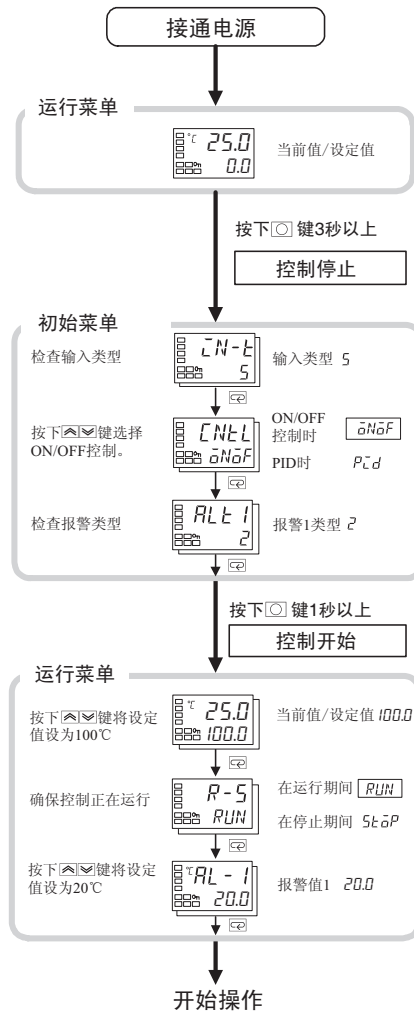 接通电源
运行菜单
℃ 25.0
0.0
当前值/设定值
按下 键3秒以上
控制停止
初始菜单
检查输入类型
IN-t
5
输入类型 5
按下 键选择
ON/OFF控制。
CNtL
oNoF
ON/OFF
控制时
oNoF
PID时
PId
检查报警类型
ALt1
2
报警1类型 2
按下 键1秒以上
控制开始
运行菜单
按下 键将设定
值设为100℃
℃ 25.0
100.0
当前值/设定值 100.0
确保控制正在运行
R-S
RUN
在运行期间 RUN
在停止期间 StoP
按下 键将设定
值设为20℃
℃ AL-1
20.0
报警值1 20.0
开始操作